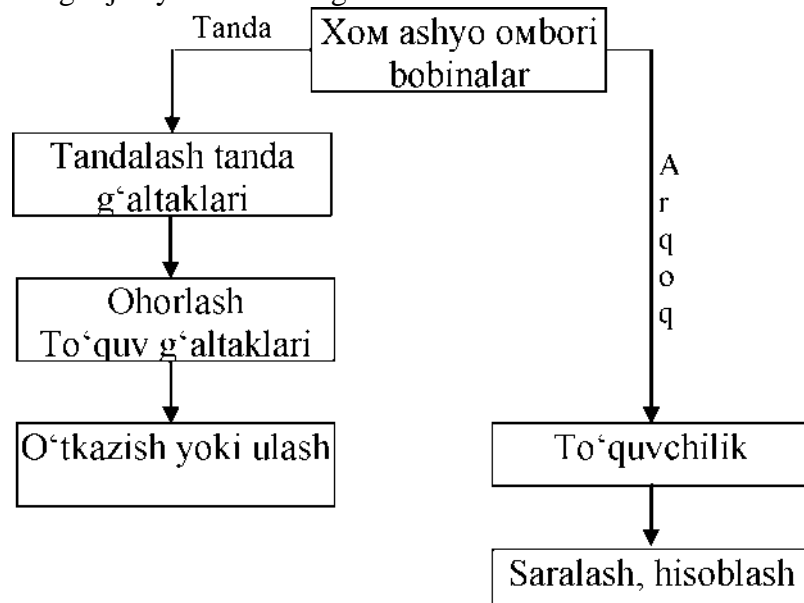 Tanda
Хом ashyo омbori
bobinalar
Tandalash tanda
g‘altaklari
A
r
q
o
q
Ohorlash
To‘quv g‘altaklari
O‘tkazish yoki ulash
To‘quvchilik
Saralash, hisoblash